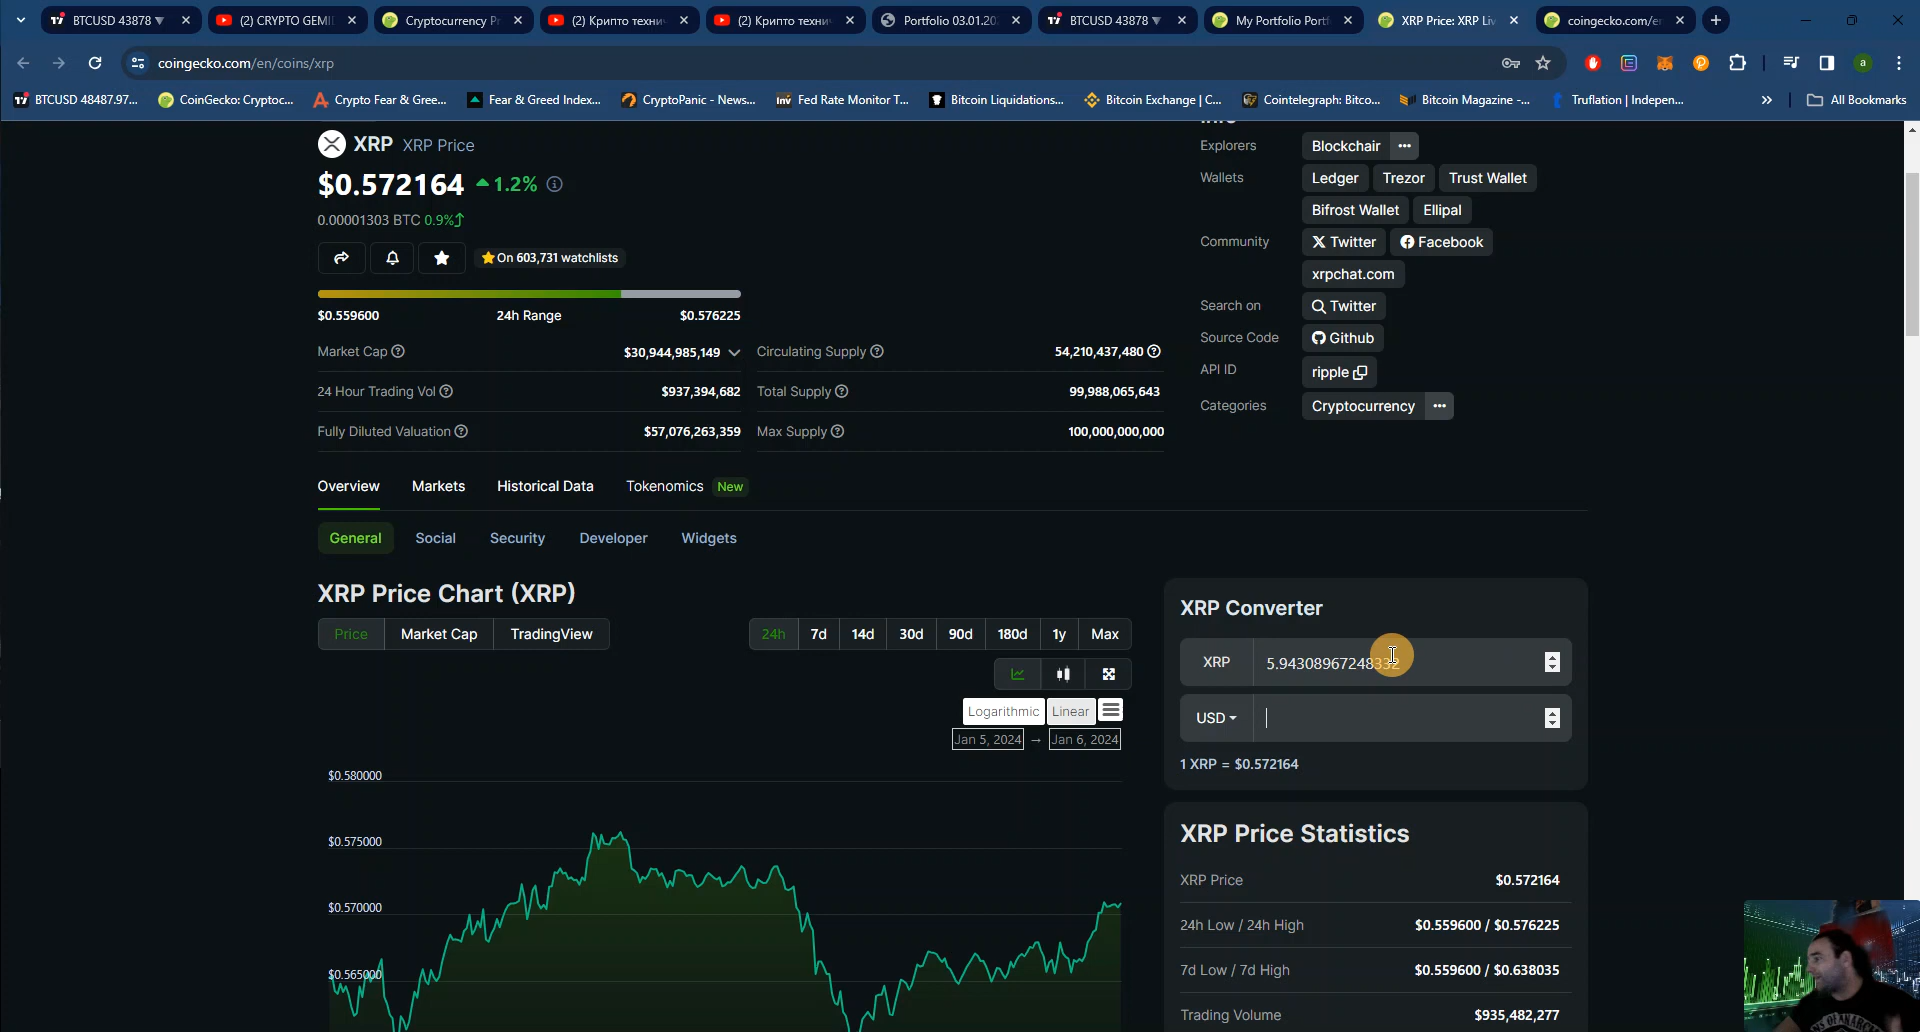 BTCUSD 43878 ▼
(2) CRYPTO GEMI
Cryptocurrency Pr
(2) Крипто техни
(2) Крипто техни
Portfolio 03.01.20
BTCUSD 43878 ▼
My Portfolio Portf
XRP Price: XRP Liv
coingecko.com/e
coingecko.com/en/coins/xrp
a
BTCUSD 48487.97...
CoinGecko: Cryptoc...
Crypto Fear & Gree...
Fear & Greed Index...
CryptoPanic - News...
Inv Fed Rate Monitor T...
Bitcoin Liquidations...
Bitcoin Exchange | C...
Cointelegraph: Bitco...
Bitcoin Magazine -...
Truflation | Indepen...
» All Bookmarks
XRP XRP Price
$0.572164 1.2%
0.00001303 BTC 0.9%
On 603,731 watchlists
$0.559600 24h Range $0.576225
Market Cap $30,944,985,149
24 Hour Trading Vol $937,394,682
Fully Diluted Valuation $57,076,263,359
Circulating Supply 54,210,437,480
Total Supply 99,988,065,643
Max Supply 100,000,000,000
Explorers Blockchair
Wallets Ledger Trezor Trust Wallet
Bifrost Wallet Ellipal
Community Twitter Facebook
xrpchat.com
Search on Twitter
Source Code Github
API ID ripple
Categories Cryptocurrency
Overview Markets Historical Data Tokenomics New
General Social Security Developer Widgets
XRP Price Chart (XRP)
Price Market Cap TradingView
24h 7d 14d 30d 90d 180d 1y Max
Logarithmic Linear
Jan 5, 2024 → Jan 6, 2024
$0.580000
$0.575000
$0.570000
$0.565000
XRP Converter
XRP 5.94308967248332
USD
1 XRP = $0.572164
XRP Price Statistics
XRP Price $0.572164
24h Low / 24h High $0.559600 / $0.576225
7d Low / 7d High $0.559600 / $0.638035
Trading Volume $935,482,277